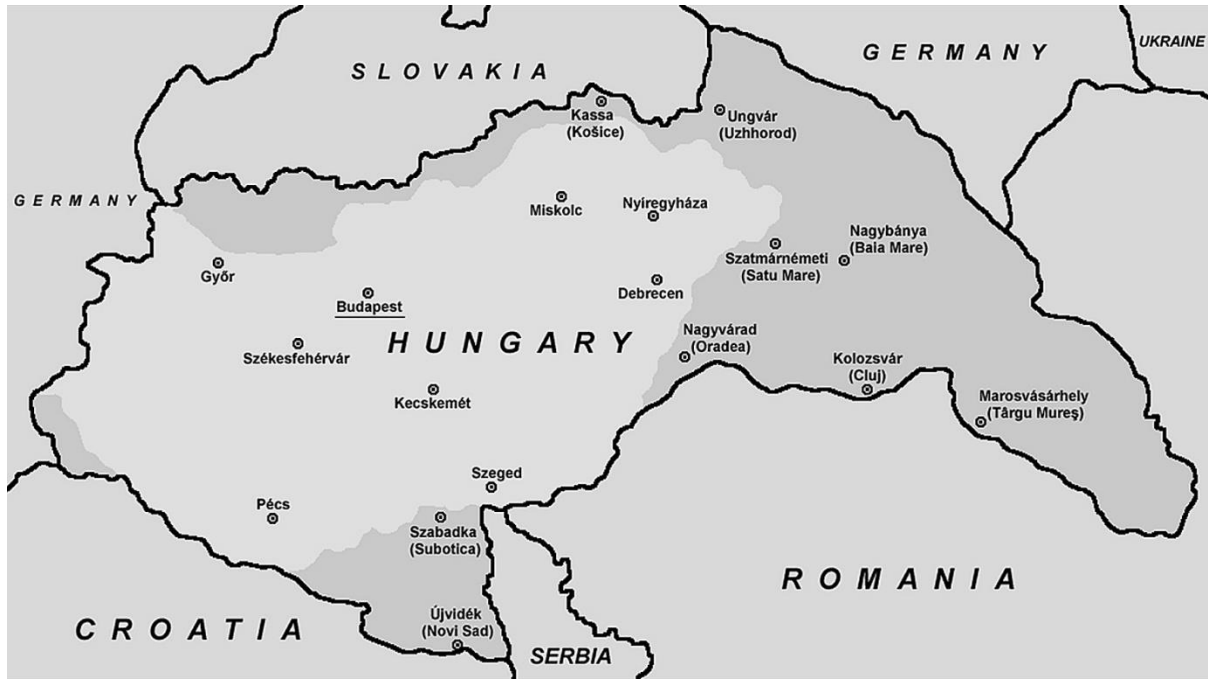 SLOVAKIA
GERMANY
UKRAINE
Kassa
(Košice)
Ungvár
(Uzhhorod)
GERMANY
Miskolc
Nyíregyháza
Győr
Szatmárnémeti
(Satu Mare)
Nagybánya
(Baia Mare)
Budapest
Debrecen
HUNGARY
Székesfehérvár
Nagyvárad
(Oradea)
Kolozsvár
(Cluj)
Kecskemét
Marosvásárhely
(Târgu Mureş)
Szeged
Pécs
Szabadka
(Subotica)
ROMANIA
CROATIA
Újvidék
(Novi Sad)
SERBIA